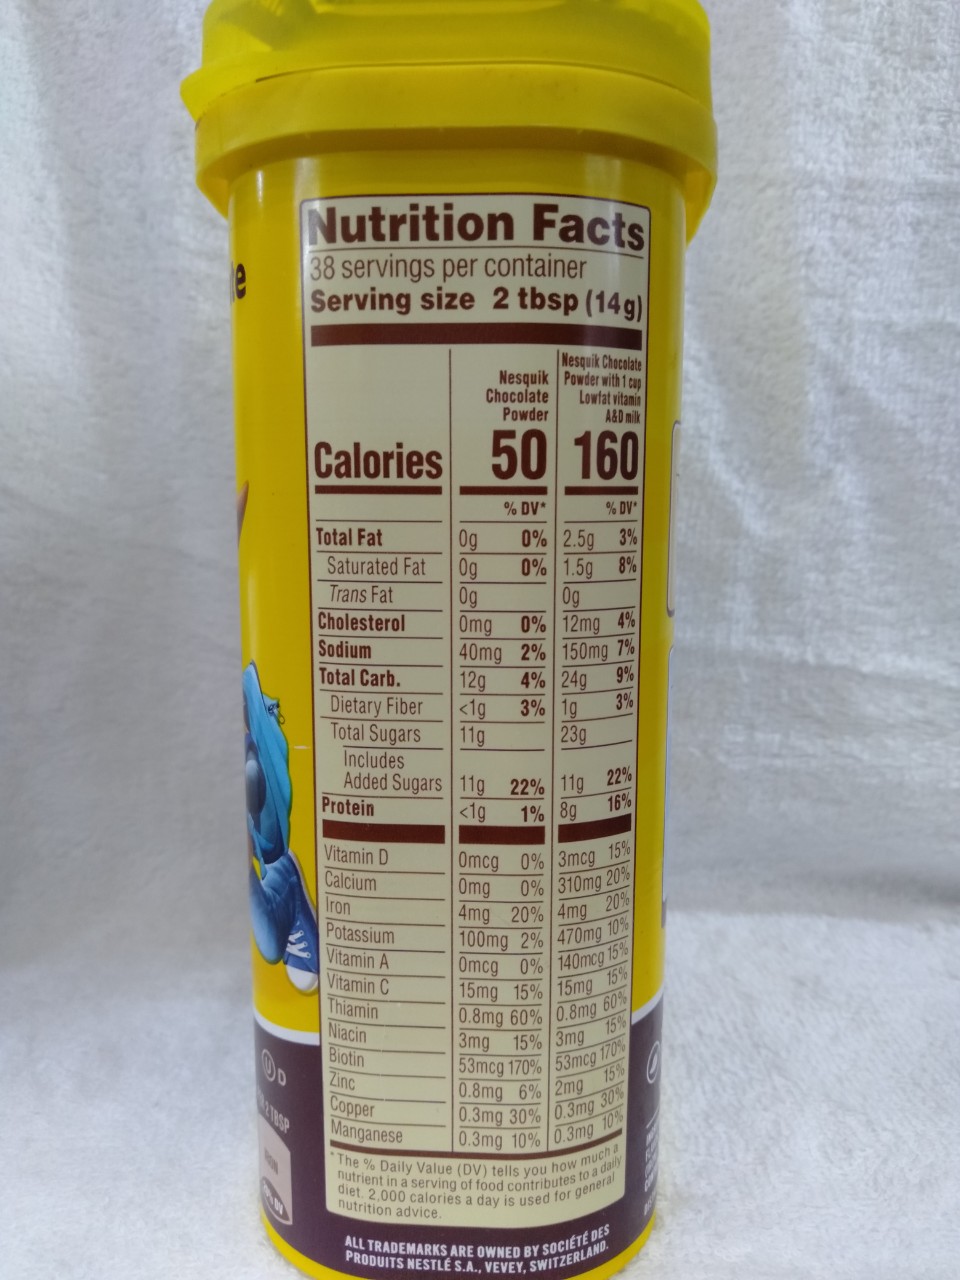 Nutrition Facts
38 servings per container
Serving size 2 tbsp (14g)
Nesquik Chocolate Powder
Nesquik Chocolate Powder with 1 cup Lowfat vitamin A&D milk
Calories 50 160
% DV* % DV*
Total Fat 0g 0% 2.5g 3%
Saturated Fat 0g 0% 1.5g 8%
Trans Fat 0g 0g
Cholesterol 0mg 0% 12mg 4%
Sodium 40mg 2% 150mg 7%
Total Carb. 12g 4% 24g 9%
Dietary Fiber <1g 3% 1g 3%
Total Sugars 11g 23g
Includes
Added Sugars 11g 22% 11g 22%
Protein <1g 1% 8g 16%
Vitamin D 0mcg 0% 3mcg 15%
Calcium 0mg 0% 310mg 20%
Iron 4mg 20% 4mg 20%
Potassium 100mg 2% 470mg 10%
Vitamin A 0mcg 0% 140mcg 15%
Vitamin C 15mg 15% 15mg 15%
Thiamin 0.8mg 60% 0.8mg 60%
Niacin 3mg 15% 3mg 15%
Biotin 53mcg 170% 53mcg 170%
Zinc 0.8mg 6% 2mg 15%
Copper 0.3mg 30% 0.3mg 30%
Manganese 0.3mg 10% 0.3mg 10%
*The % Daily Value (DV) tells you how much a
nutrient in a serving of food contributes to a daily
diet. 2,000 calories a day is used for general
nutrition advice.
ALL TRADEMARKS ARE OWNED BY SOCIÉTÉ DES
PRODUITS NESTLÉ S.A., VEVEY, SWITZERLAND.
D
2 TBSP